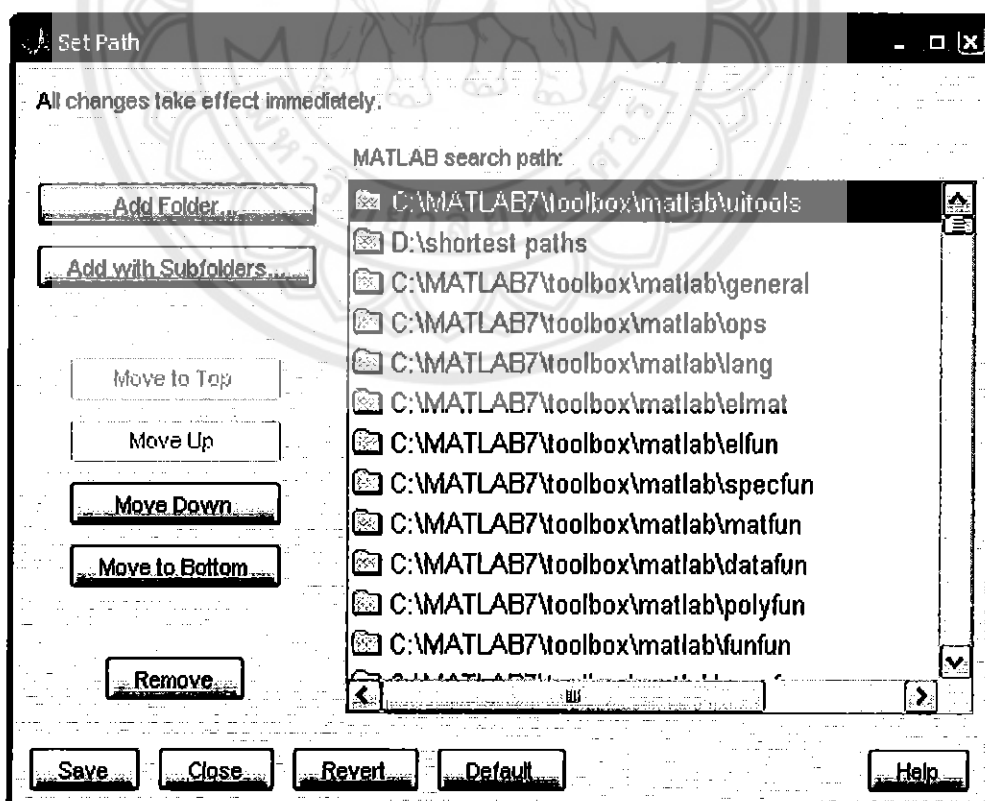 Set Path
All changes take effect immediately.
MATLAB search path:
Add Folder...
Add with Subfolders...
Move to Top
Move Up
Move Down
Move to Bottom
Remove
C:\MATLAB7\toolbox\matlab\uitools
D:\shortest paths
C:\MATLAB7\toolbox\matlab\general
C:\MATLAB7\toolbox\matlab\ops
C:\MATLAB7\toolbox\matlab\lang
C:\MATLAB7\toolbox\matlab\elmat
C:\MATLAB7\toolbox\matlab\elfun
C:\MATLAB7\toolbox\matlab\specfun
C:\MATLAB7\toolbox\matlab\matfun
C:\MATLAB7\toolbox\matlab\datafun
C:\MATLAB7\toolbox\matlab\polyfun
C:\MATLAB7\toolbox\matlab\funfun
Save
Close
Revert
Default
Help